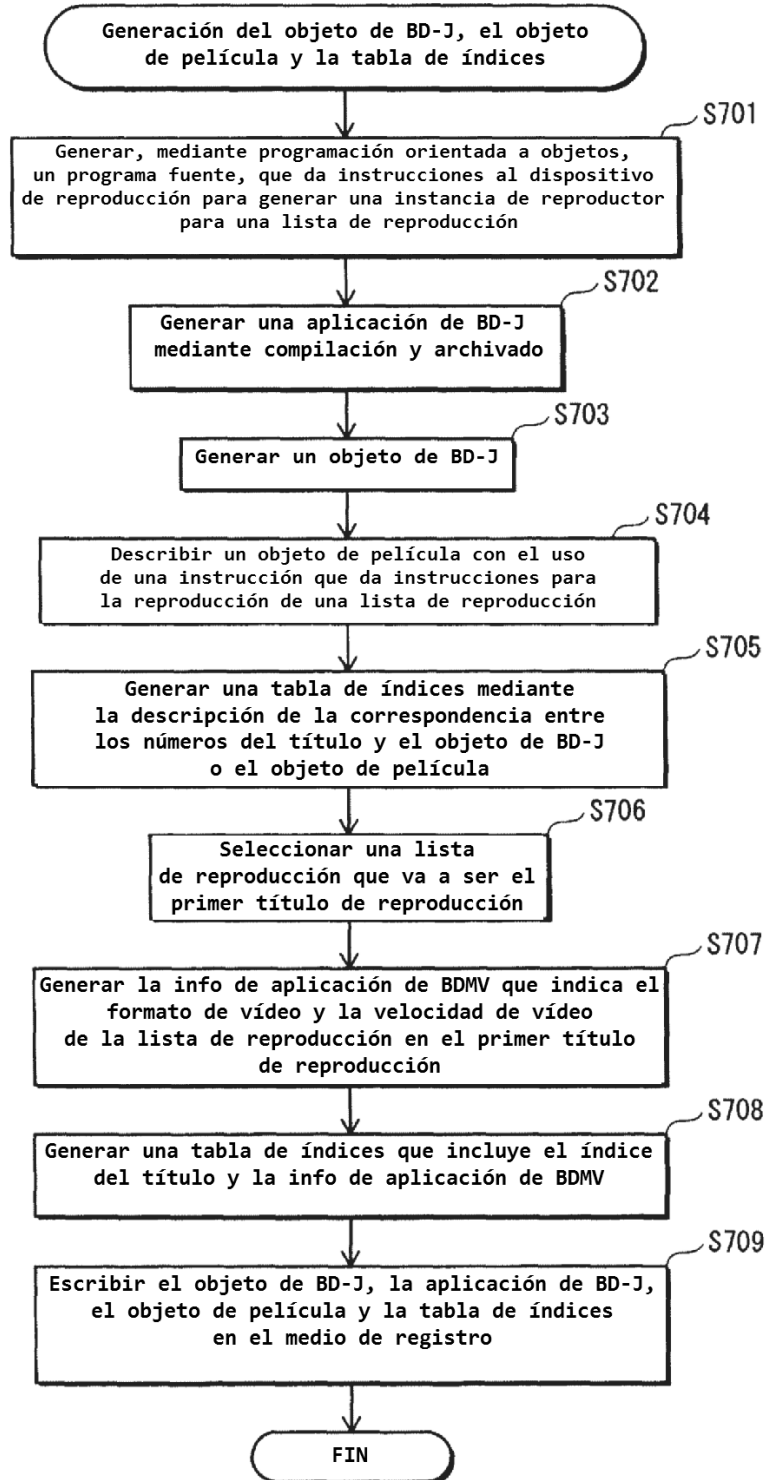 Generación del objeto de BD-J, el objeto
de película y la tabla de índices
S701
Generar, mediante programación orientada a objetos,
un programa fuente, que da instrucciones al dispositivo
de reproducción para generar una instancia de reproductor
para una lista de reproducción
S702
Generar una aplicación de BD-J
mediante compilación y archivado
S703
Generar un objeto de BD-J
S704
Describir un objeto de película con el uso
de una instrucción que da instrucciones para
la reproducción de una lista de reproducción
S705
Generar una tabla de índices mediante
la descripción de la correspondencia entre
los números del título y el objeto de BD-J
o el objeto de película
S706
Seleccionar una lista
de reproducción que va a ser el
primer título de reproducción
S707
Generar la info de aplicación de BDMV que indica el
formato de vídeo y la velocidad de vídeo
de la lista de reproducción en el primer título
de reproducción
S708
Generar una tabla de índices que incluye el índice
del título y la info de aplicación de BDMV
S709
Escribir el objeto de BD-J, la aplicación de BD-J,
el objeto de película y la tabla de índices
en el medio de registro
FIN